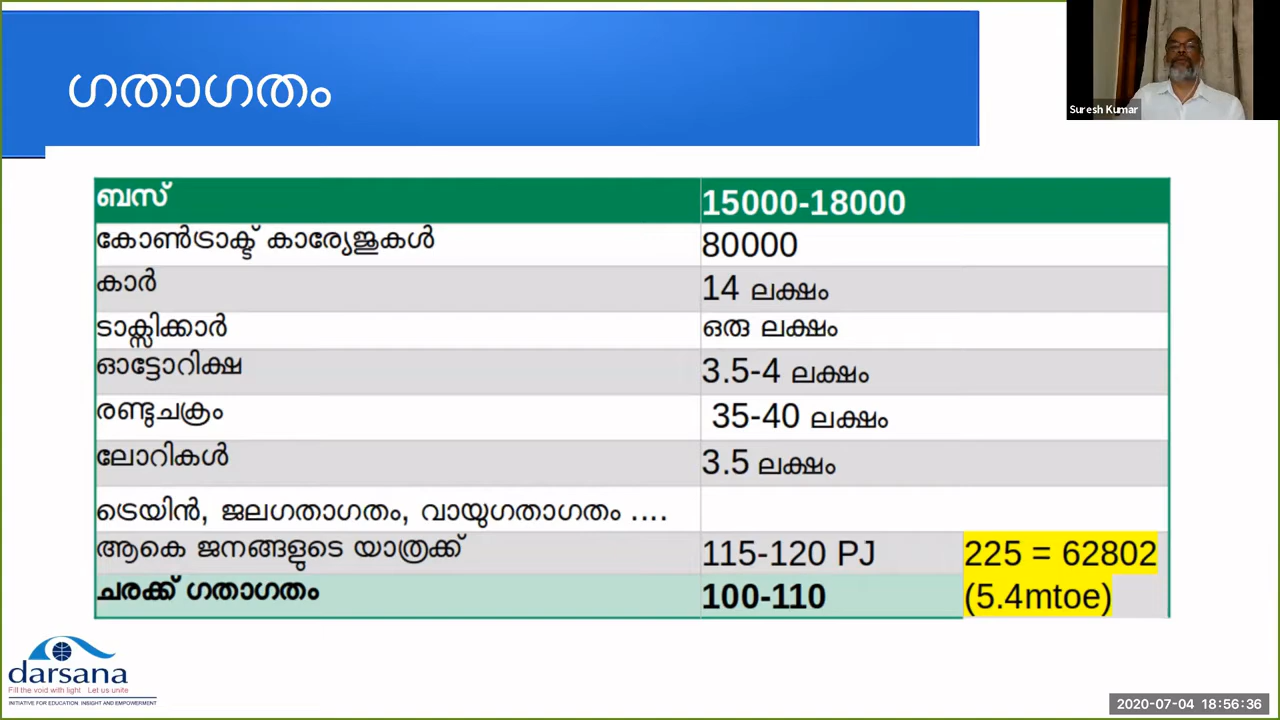 ഗതാഗതം
Suresh Kumar
ബസ് 15000-18000
കോൺട്രാക്ട് കാര്യേജുകൾ 80000
കാർ 14 ലക്ഷം
ടാക്സിക്കാർ ഒരു ലക്ഷം
ഓട്ടോറിക്ഷ 3.5-4 ലക്ഷം
രണ്ടുചക്രം 35-40 ലക്ഷം
ലോറികൾ 3.5 ലക്ഷം
ട്രെയിൻ, ജലഗതാഗതം, വായുഗതാഗതം ....
ആകെ ജനങ്ങളുടെ യാത്രക്ക് 115-120 PJ 225 = 62802
ചരക്ക് ഗതാഗതം 100-110 (5.4mtoe)
darsana
Fill the void with light Let us unite
INITIATIVE FOR EDUCATION, INSIGHT AND EMPOWERMENT
2020-07-04 18:56:36